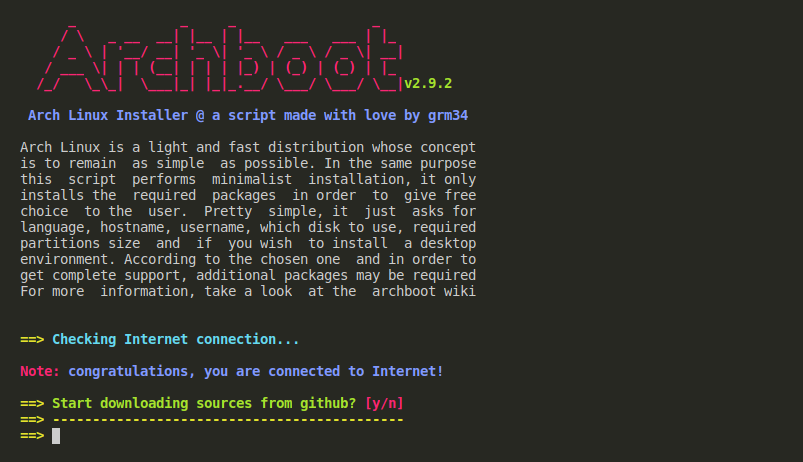 Archboot v2.9.2
Arch Linux Installer @ a script made with love by grm34
Arch Linux is a light and fast distribution whose concept
is to remain  as simple  as possible. In the same purpose
this  script  performs  minimalist  installation, it only
installs the  required  packages  in order  to  give free
choice  to the  user.  Pretty  simple, it  just  asks for
language, hostname, username, which disk to use, required
partitions size  and  if  you wish  to install  a desktop
environment. According to the chosen one  and in order to
get complete support, additional packages may be required
For more  information, take a look  at the  archboot wiki
==> Checking Internet connection...
Note: congratulations, you are connected to Internet!
==> Start downloading sources from github? [y/n]
==> --------------------------------------------
==>